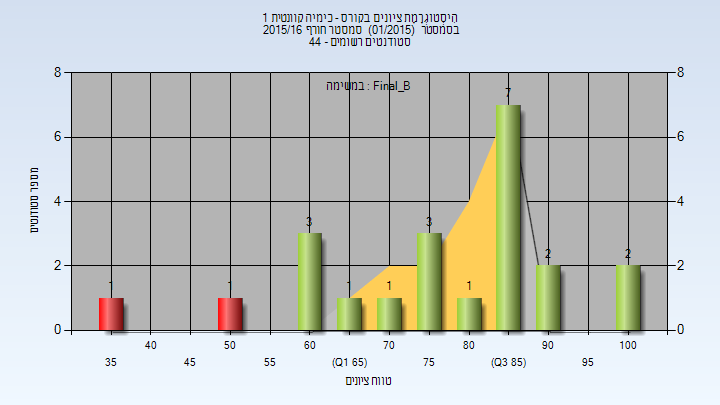 היסטוגרמת ציונים בקורס - כימיה קוונטית 1
בסמסטר (01/2015) סמסטר חורף 2015/16
סטודנטים רשומים - 44
במשימה : Final_B
מספר סטודנטים
8 8
6 6
4 4
2 2
0 0
1 1 3 1 1 3 1 7 2 2
40 50 60 70 80 90 100
35 45 55 (Q1 65) 75 (Q3 85) 95
טווח ציונים